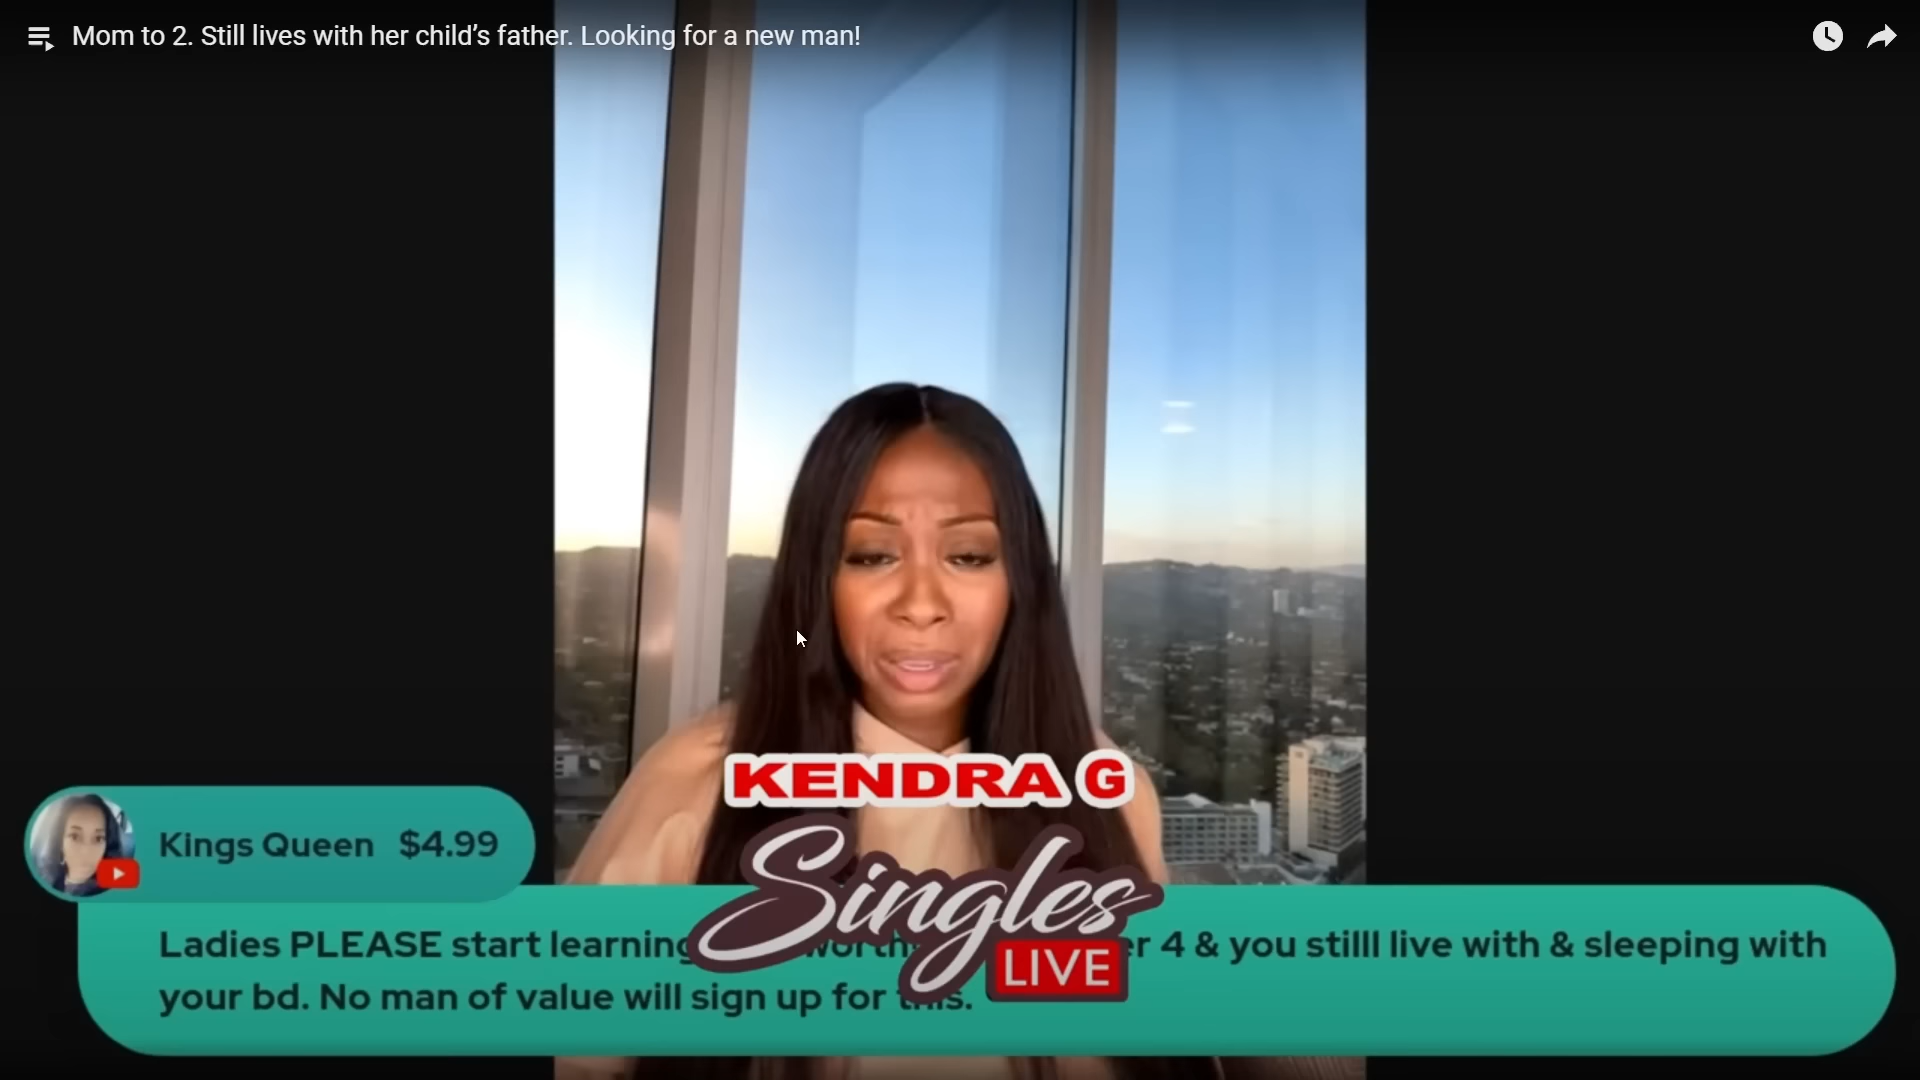 Mom to 2. Still lives with her child’s father. Looking for a new man!
KENDRA G
Singles
LIVE
Kings Queen $4.99
Ladies PLEASE start learning worth 4 & you stilll live with & sleeping with
your bd. No man of value will sign up for this.